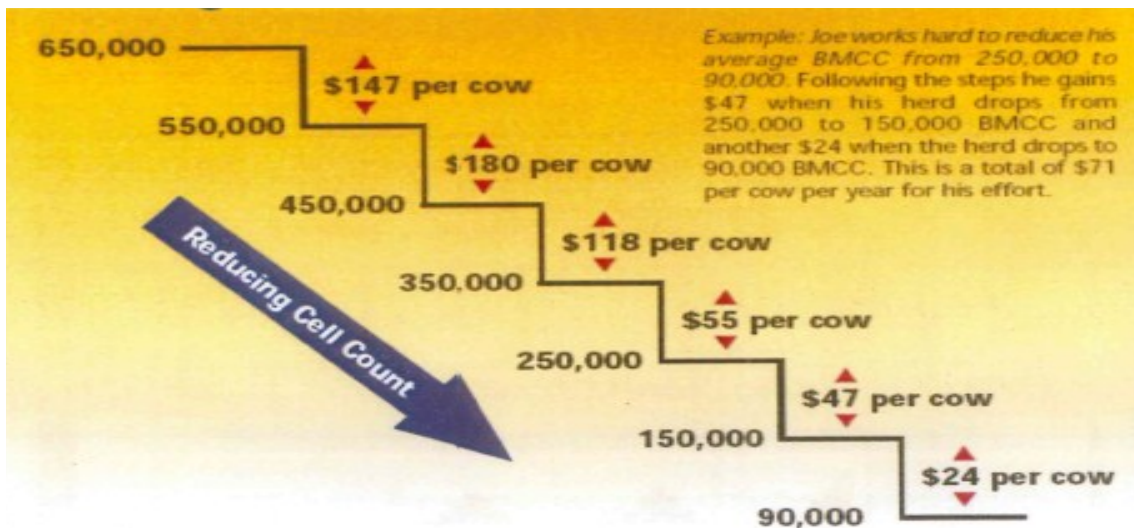 650,000
$147 per cow
550,000
$180 per cow
450,000
$118 per cow
350,000
$55 per cow
250,000
$47 per cow
150,000
$24 per cow
90,000
Reducing Cell Count
Example: Joe works hard to reduce his
average BMCC from 250,000 to
90,000. Following the steps he gains
$47 when his herd drops from
250,000 to 150,000 BMCC and
another $24 when the herd drops to
90,000 BMCC. This is a total of $71
per cow per year for his effort.